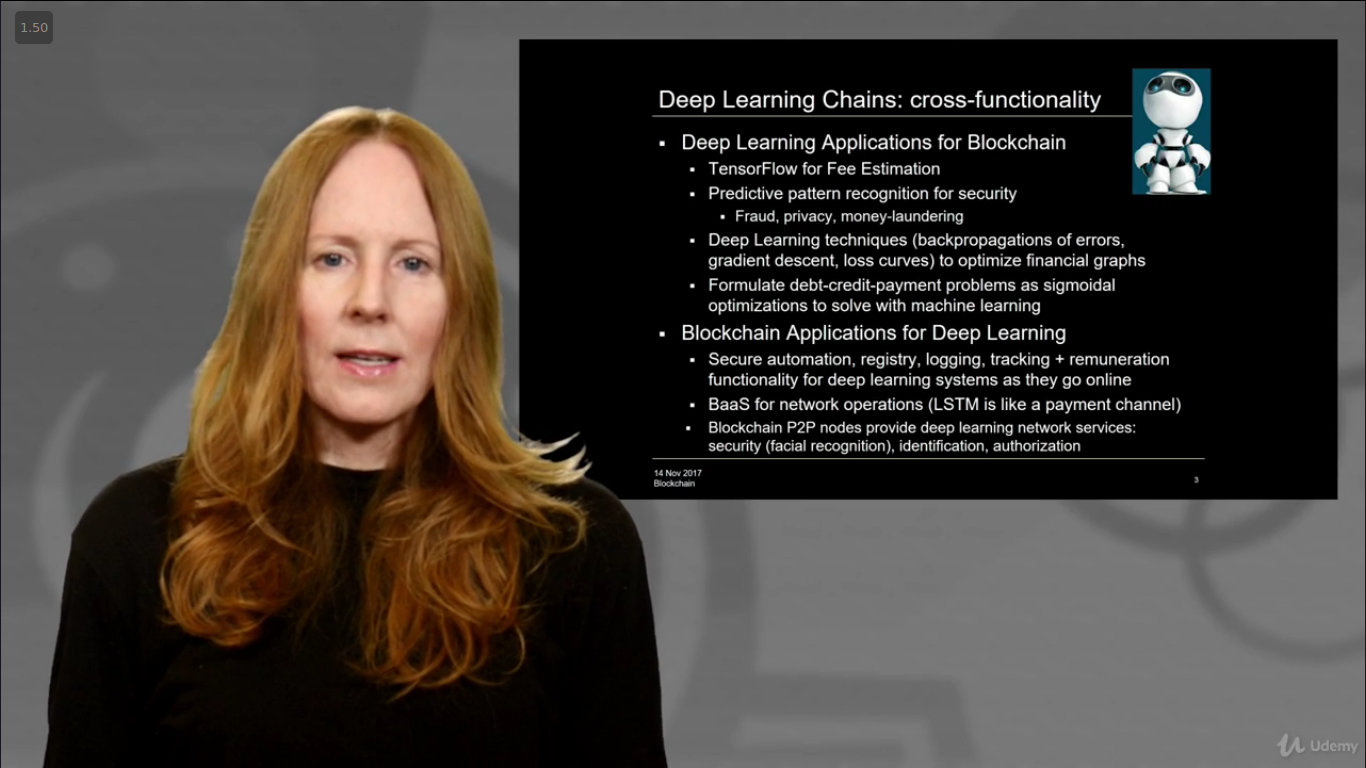 1.50
Deep Learning Chains: cross-functionality
▪ Deep Learning Applications for Blockchain
▪ TensorFlow for Fee Estimation
▪ Predictive pattern recognition for security
▪ Fraud, privacy, money-laundering
▪ Deep Learning techniques (backpropagations of errors,
gradient descent, loss curves) to optimize financial graphs
▪ Formulate debt-credit-payment problems as sigmoidal
optimizations to solve with machine learning
▪ Blockchain Applications for Deep Learning
▪ Secure automation, registry, logging, tracking + remuneration
functionality for deep learning systems as they go online
▪ BaaS for network operations (LSTM is like a payment channel)
▪ Blockchain P2P nodes provide deep learning network services:
security (facial recognition), identification, authorization
14 Nov 2017
Blockchain
3
Udemy